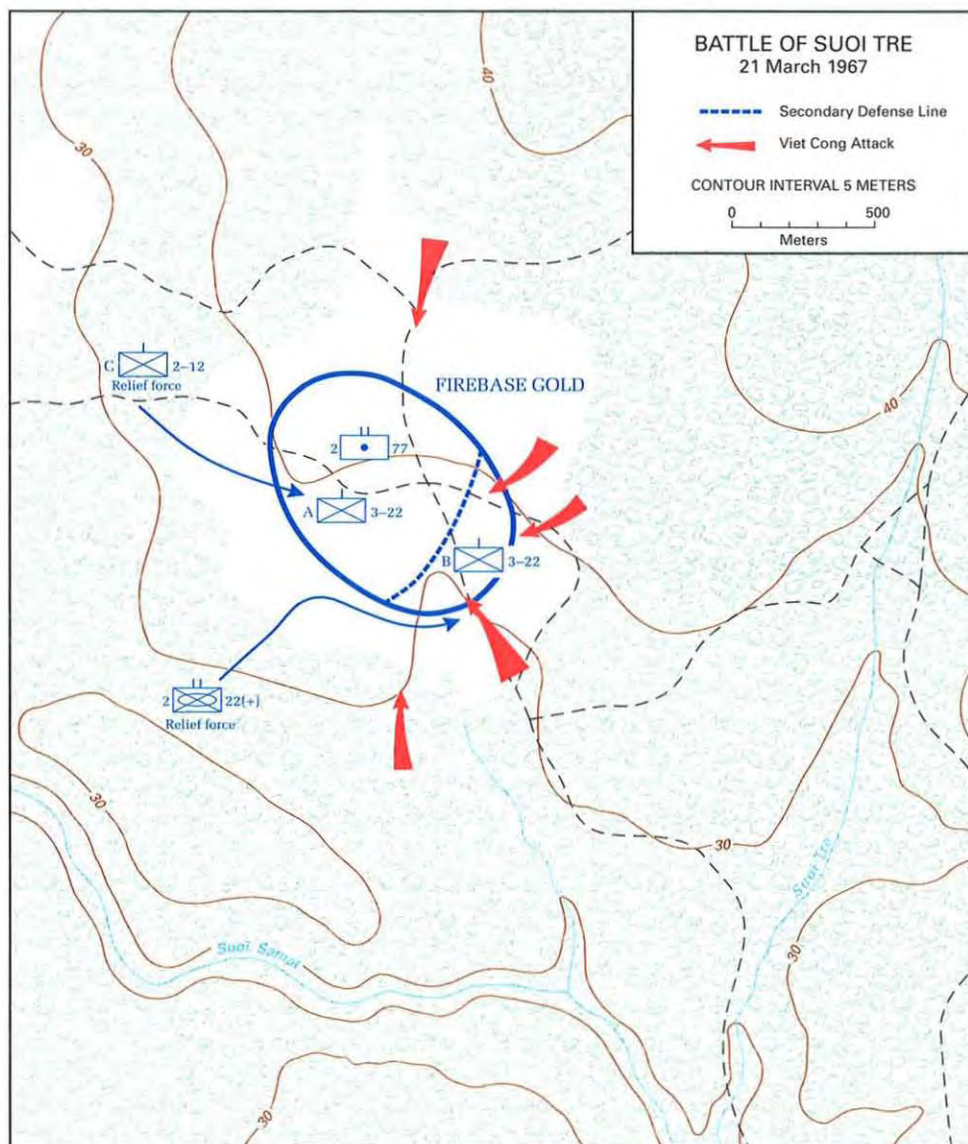 BATTLE OF SUOI TRE
21 March 1967
Secondary Defense Line
Viet Cong Attack
CONTOUR INTERVAL 5 METERS
0 500
Meters
40
30
C 2–12
Relief force
FIREBASE GOLD
2 77
A 3–22
B 3–22
40
2 22(+)
Relief force
30
30
Suoi Tre
Suoi Samat
30
30